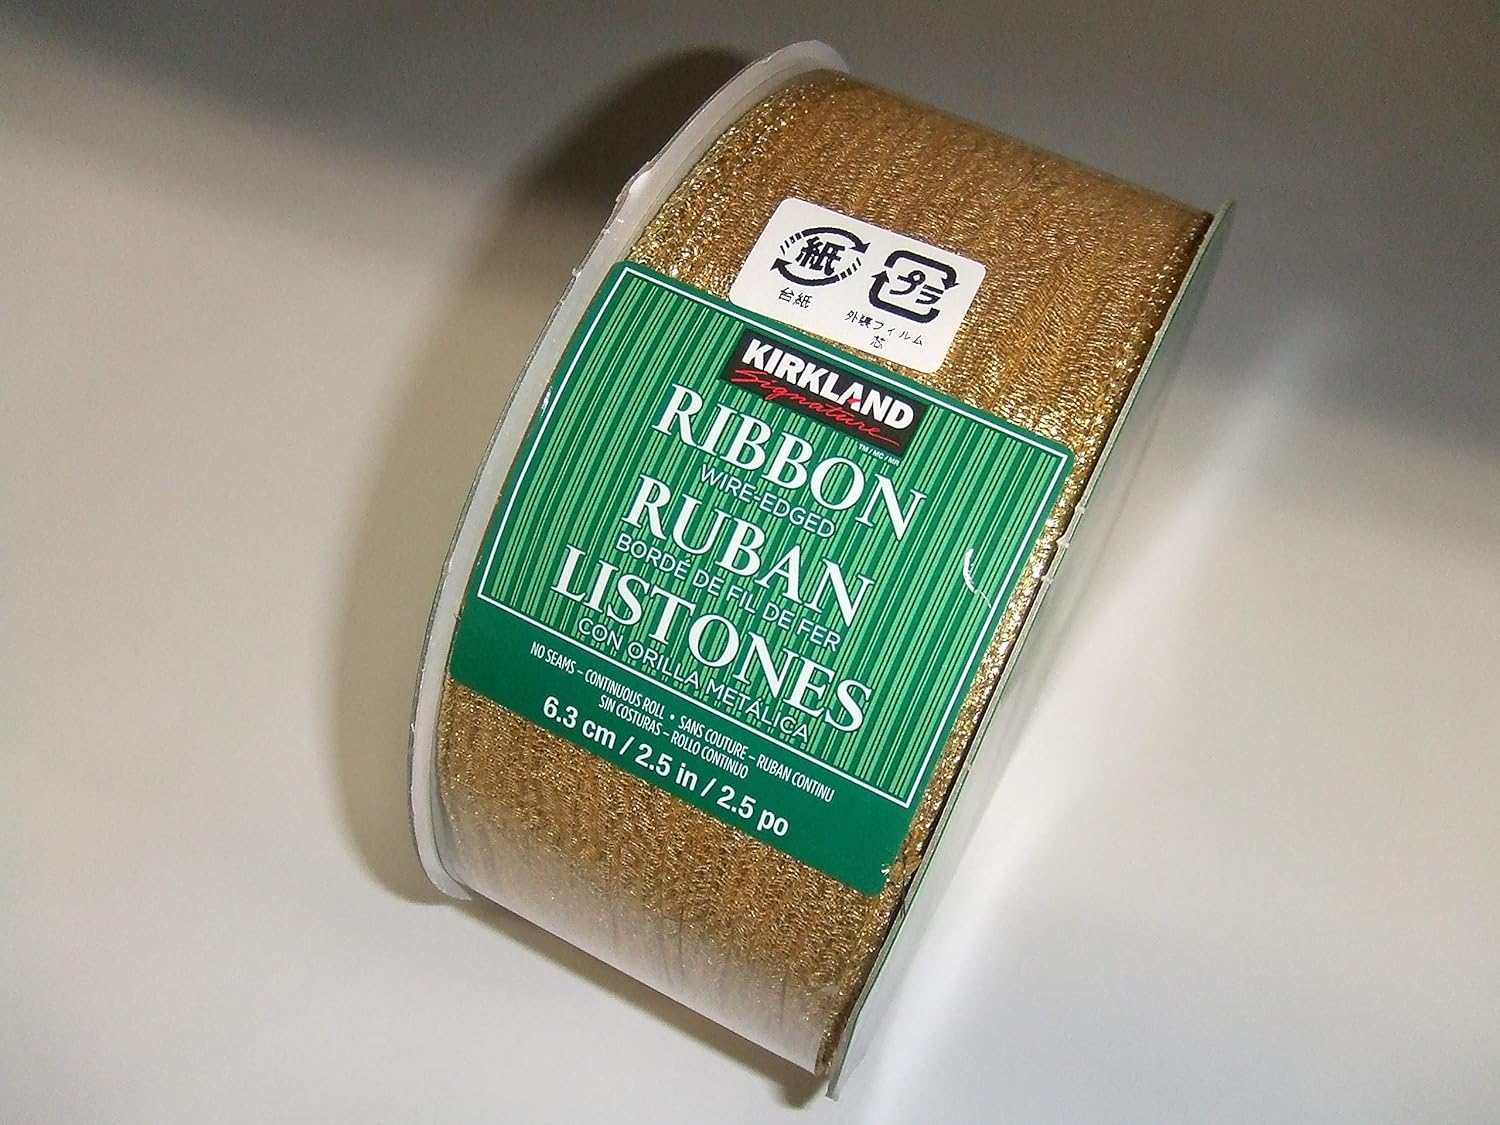 紙
プラ
台紙
外装フィルム
芯
KIRKLAND
Signature
TM/MC/MR
RIBBON
WIRE-EDGED
RUBAN
BORDÉ DE FIL DE FER
LISTONES
CON ORILLA METÁLICA
NO SEAMS – CONTINUOUS ROLL • SANS COUTURE – RUBAN CONTINU
SIN COSTURAS – ROLLO CONTINUO
6.3 cm / 2.5 in / 2.5 po